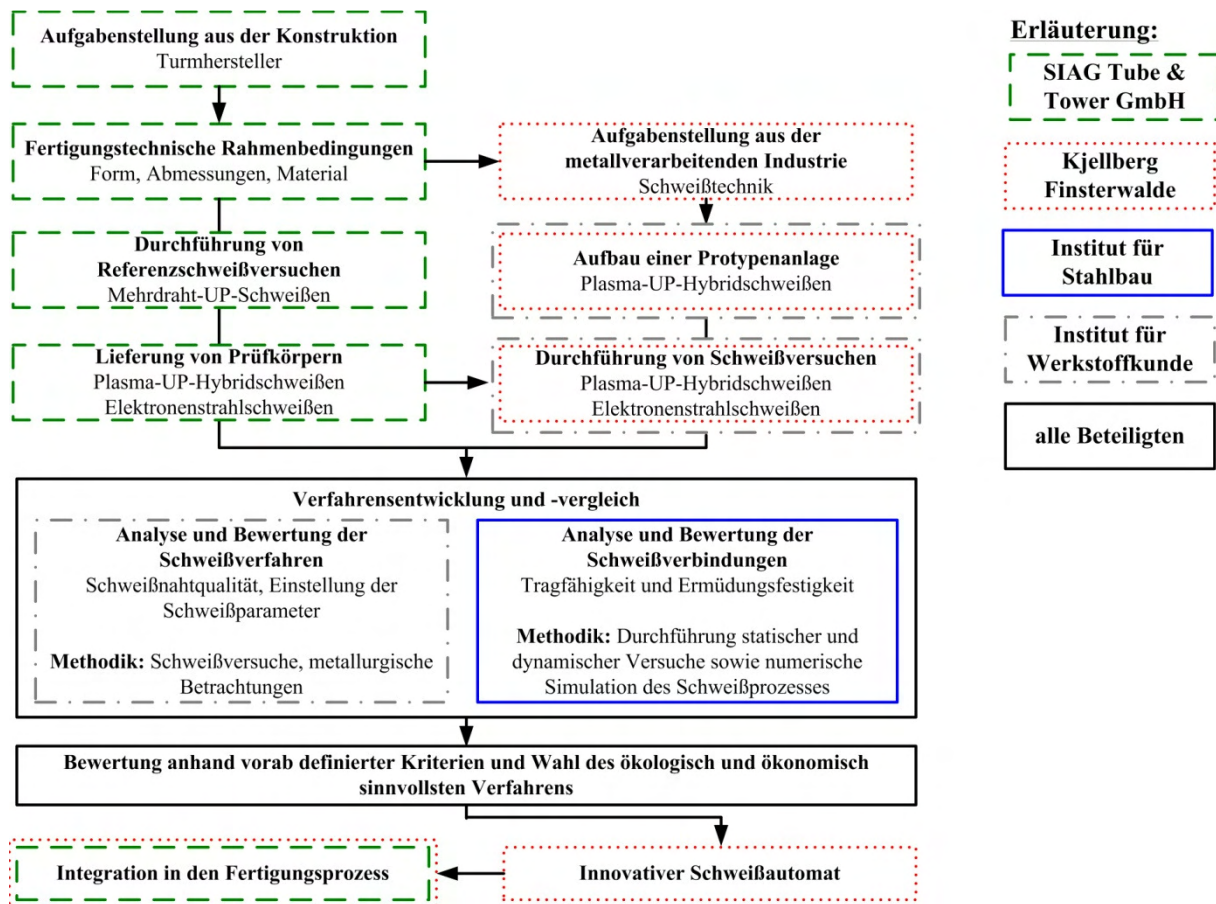 Aufgabenstellung aus der Konstruktion
Turmhersteller
Fertigungstechnische Rahmenbedingungen
Form, Abmessungen, Material
Aufgabenstellung aus der
metallverarbeitenden Industrie
Schweißtechnik
Durchführung von
Referenzschweißversuchen
Mehrdraht-UP-Schweißen
Aufbau einer Protypenanlage
Plasma-UP-Hybridschweißen
Lieferung von Prüfkörpern
Plasma-UP-Hybridschweißen
Elektronenstrahlschweißen
Durchführung von Schweißversuchen
Plasma-UP-Hybridschweißen
Elektronenstrahlschweißen
Verfahrensentwicklung und -vergleich
Analyse und Bewertung der
Schweißverfahren
Schweißnahtqualität, Einstellung der
Schweißparameter
Methodik: Schweißversuche, metallurgische
Betrachtungen
Analyse und Bewertung der
Schweißverbindungen
Tragfähigkeit und Ermüdungsfestigkeit
Methodik: Durchführung statischer und
dynamischer Versuche sowie numerische
Simulation des Schweißprozesses
Bewertung anhand vorab definierter Kriterien und Wahl des ökologisch und ökonomisch
sinnvollsten Verfahrens
Integration in den Fertigungsprozess
Innovativer Schweißautomat
Erläuterung:
SIAG Tube &
Tower GmbH
Kjellberg
Finsterwalde
Institut für
Stahlbau
Institut für
Werkstoffkunde
alle Beteiligten